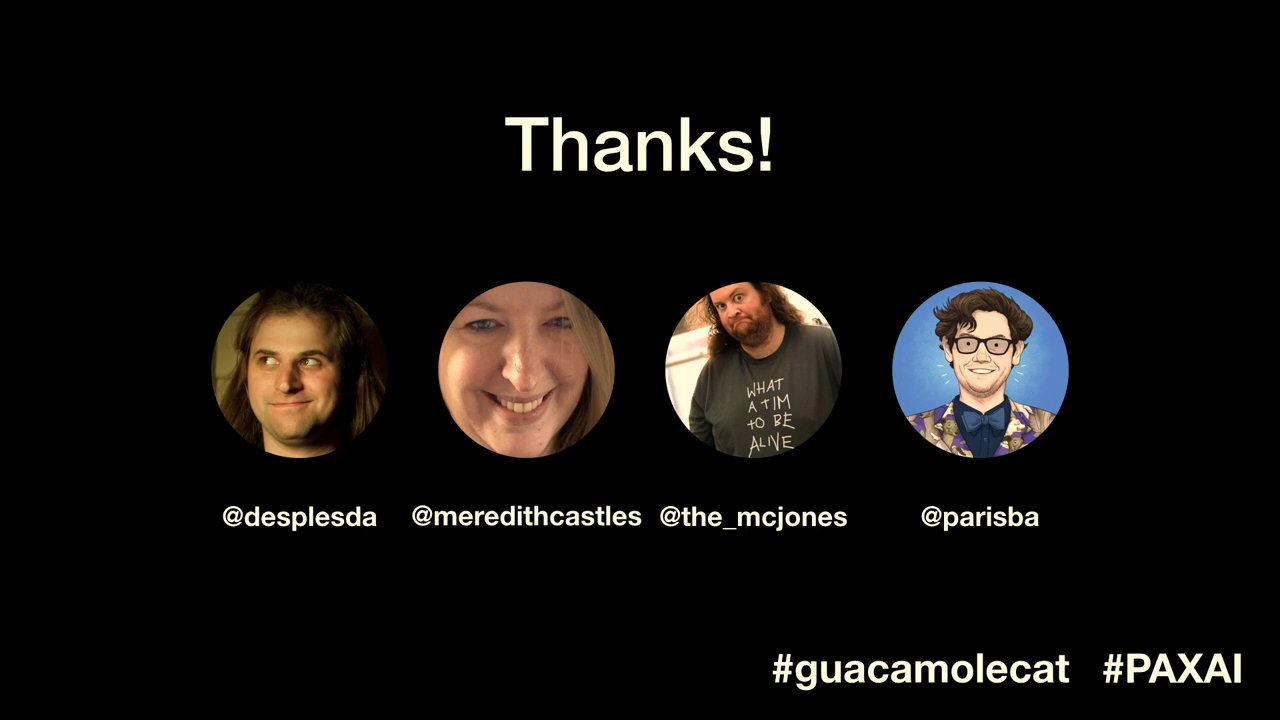 Thanks!
WHAT
A TIM
TO BE
ALIVE
@desplesda
@meredithcastles
@the_mcjones
@parisba
#guacamolecat #PAXAI